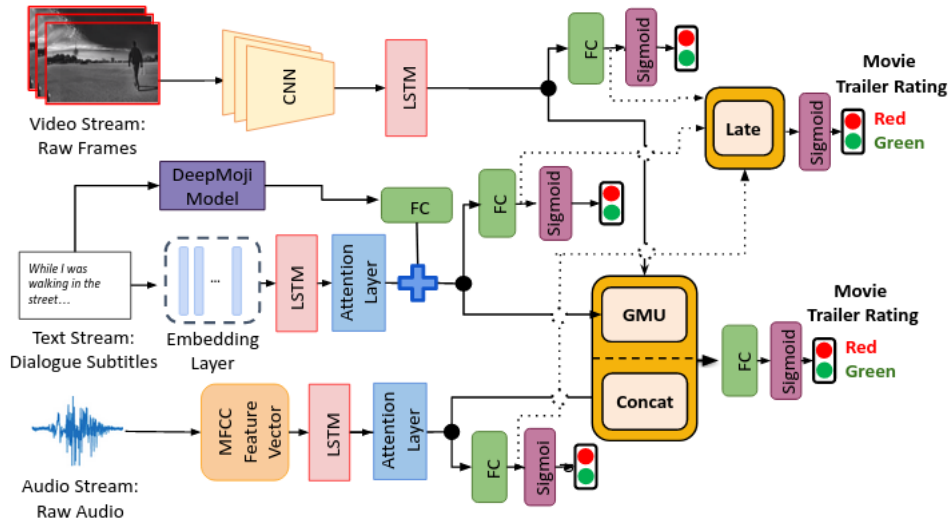 Video Stream:
Raw Frames
CNN
LSTM
FC
Sigmoid
Late
Sigmoid
Movie
Trailer Rating
Red
Green
DeepMoji
Model
FC
FC
Sigmoid
While I was
walking in the
street…
Text Stream:
Dialogue Subtitles
...
Embedding
Layer
LSTM
Attention
Layer
GMU
Concat
FC
Sigmoid
Movie
Trailer Rating
Red
Green
Audio Stream:
Raw Audio
MFCC
Feature
Vector
LSTM
Attention
Layer
FC
Sigmoi